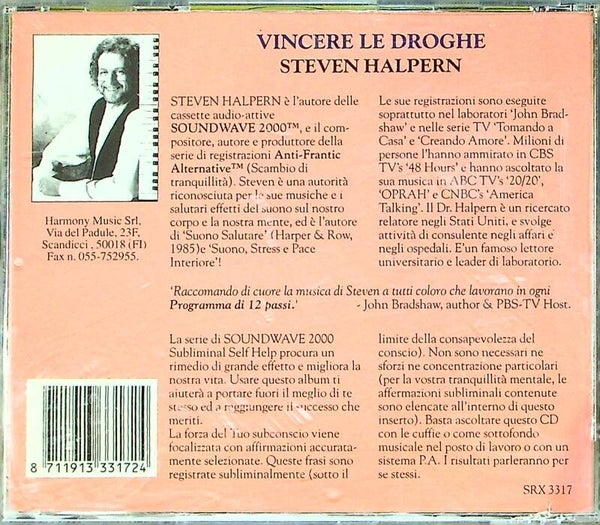 VINCERE LE DROGHE
STEVEN HALPERN
STEVEN HALPERN è l'autore delle
cassette audio-attive
SOUNDWAVE 2000™, e il com-
positore, autore e produttore della
serie di registrazioni Anti-Frantic
Alternative™ (Scambio di
tranquillità). Steven è una autorità
riconosciuta per le sue musiche e i
salutari effetti del suono sul nostro
corpo e la nostra mente, ed è l'autore
di 'Suono Salutare' (Harper & Row,
1985)e 'Suono, Stress e Pace
Interiore'!
Le sue registrazioni sono eseguite
soprattutto nel laboratori 'John Brad-
shaw' e nelle serie TV 'Tornando a
Casa' e 'Creando Amore'. Milioni di
persone l'hanno ammirato in CBS
TV's '48 Hours' e hanno ascoltato la
sua musica in ABC TV's '20/20',
'OPRAH' e CNBC's 'America
Talking'. Il Dr. Halpern è un ricercato
relatore negli Stati Uniti, e svolge
attività di consulente negli affari e
negli ospedali. E'un famoso lettore
universitario e leader di laboratorio.
Harmony Music Srl,
Via del Padule, 23F,
Scandicci , 50018 (FI)
Fax n. 055-752955.
'Raccomando di cuore la musica di Steven a tutti coloro che lavorano in ogni
Programma di 12 passi.' - John Bradshaw, author & PBS-TV Host.
La serie di SOUNDWAVE 2000
Subliminal Self Help procura un
rimedio di grande effetto e migliora la
nostra vita. Usare questo album ti
aiuterà a portare fuori il meglio di te
stesso ed a raggiungere il successo che
meriti.
La forza del Tuo subconscio viene
focalizzata con affirmazioni accurata-
mente selezionate. Queste frasi sono
registrate subliminalmente (sotto il
limite della consapevolezza del
conscio). Non sono necessari ne
sforzi ne concentrazione particolari
(per la vostra tranquillità mentale, le
affermazioni subliminali contenute
sono elencate all'interno di questo
inserto). Basta ascoltare questo CD
con le cuffie o come sottofondo
musicale nel posto di lavoro o con un
sistema P.A. I risultati parleranno per
se stessi.
8 711913 331724
SRX 3317